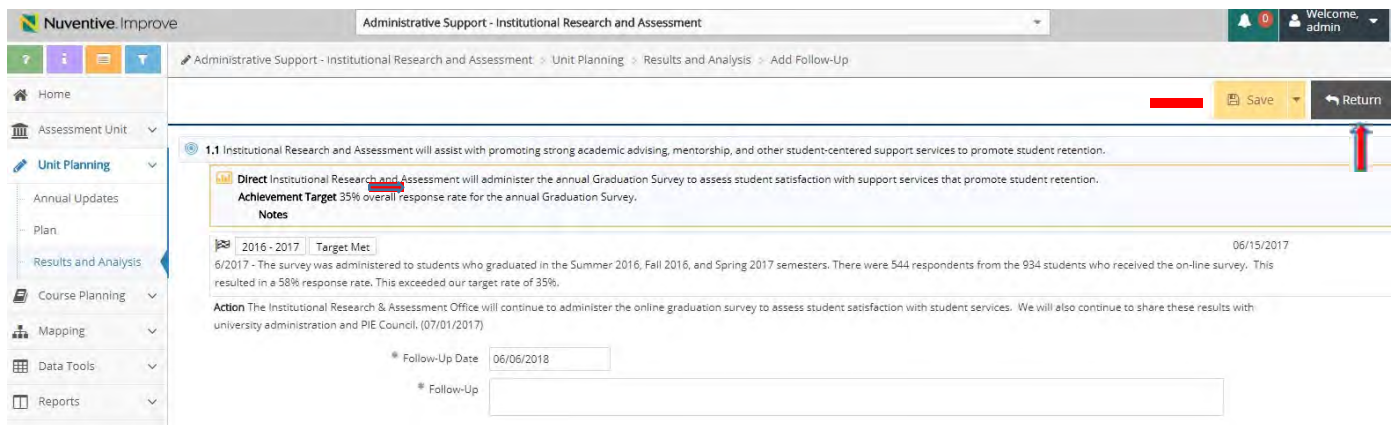 Nuventive. Improve
Administrative Support - Institutional Research and Assessment
0
Welcome, admin
? i
Administrative Support - Institutional Research and Assessment > Unit Planning > Results and Analysis > Add Follow-Up
Home
Save
Return
Assessment Unit
1.1 Institutional Research and Assessment will assist with promoting strong academic advising, mentorship, and other student-centered support services to promote student retention.
Unit Planning
Direct Institutional Research and Assessment will administer the annual Graduation Survey to assess student satisfaction with support services that promote student retention.
Annual Updates
Achievement Target 35% overall response rate for the annual Graduation Survey.
Notes
Plan
2016 - 2017 Target Met 06/15/2017
Results and Analysis
6/2017 - The survey was administered to students who graduated in the Summer 2016, Fall 2016, and Spring 2017 semesters. There were 544 respondents from the 934 students who received the on-line survey. This
resulted in a 58% response rate. This exceeded our target rate of 35%.
Course Planning
Action The Institutional Research & Assessment Office will continue to administer the online graduation survey to assess student satisfaction with student services. We will also continue to share these results with
university administration and PIE Council. (07/01/2017)
Mapping
Data Tools
* Follow-Up Date 06/06/2018
* Follow-Up
Reports